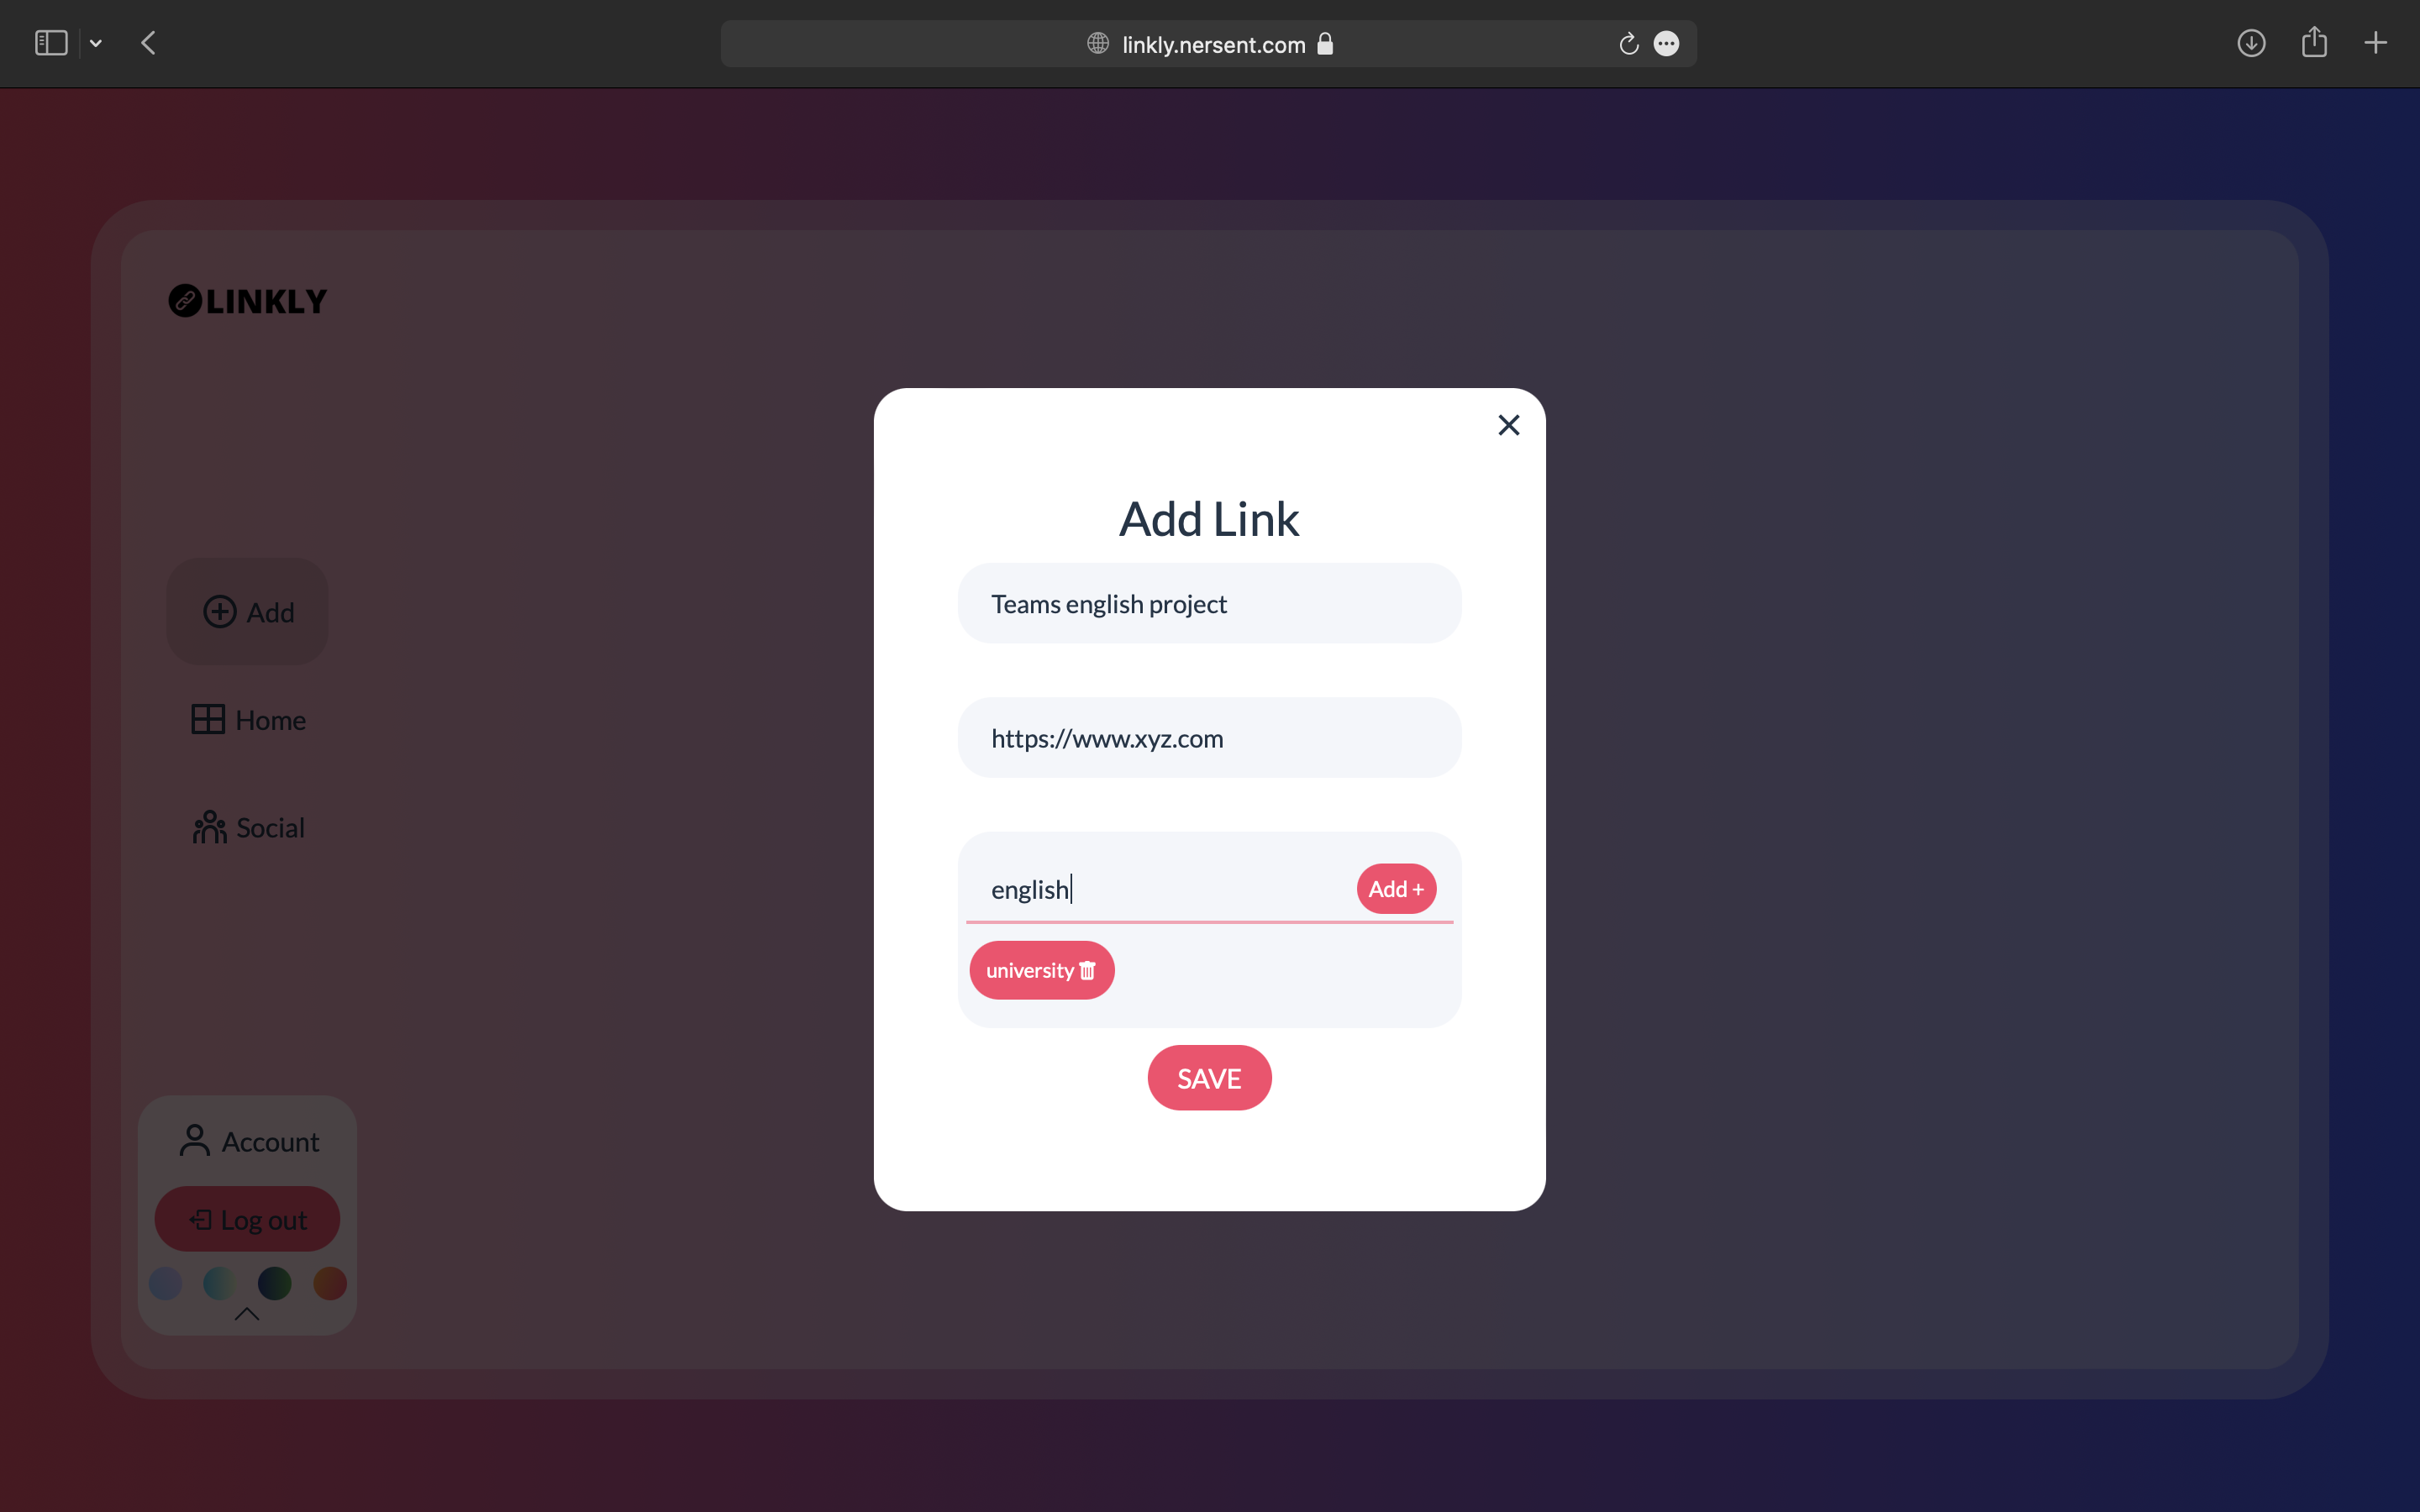 linkly.nersent.com
LINKLY
Add
Home
Social
Account
Log out
Add Link
Teams english project
https://www.xyz.com
english
Add +
university
SAVE